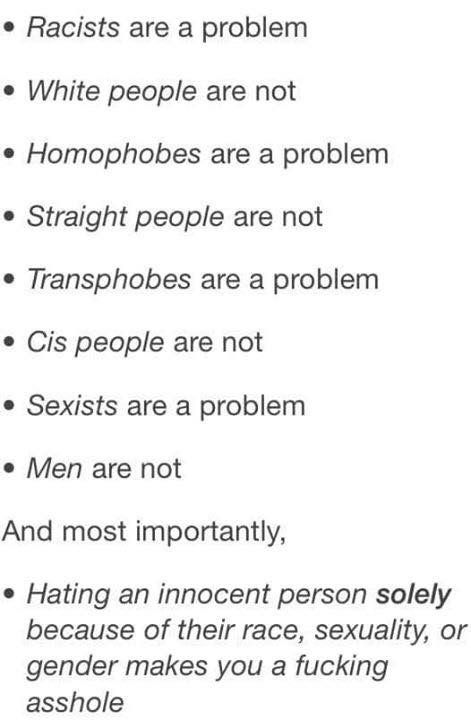 • Racists are a problem
• White people are not
• Homophobes are a problem
• Straight people are not
• Transphobes are a problem
• Cis people are not
• Sexists are a problem
• Men are not
And most importantly,
• Hating an innocent person solely
because of their race, sexuality, or
gender makes you a fucking
asshole